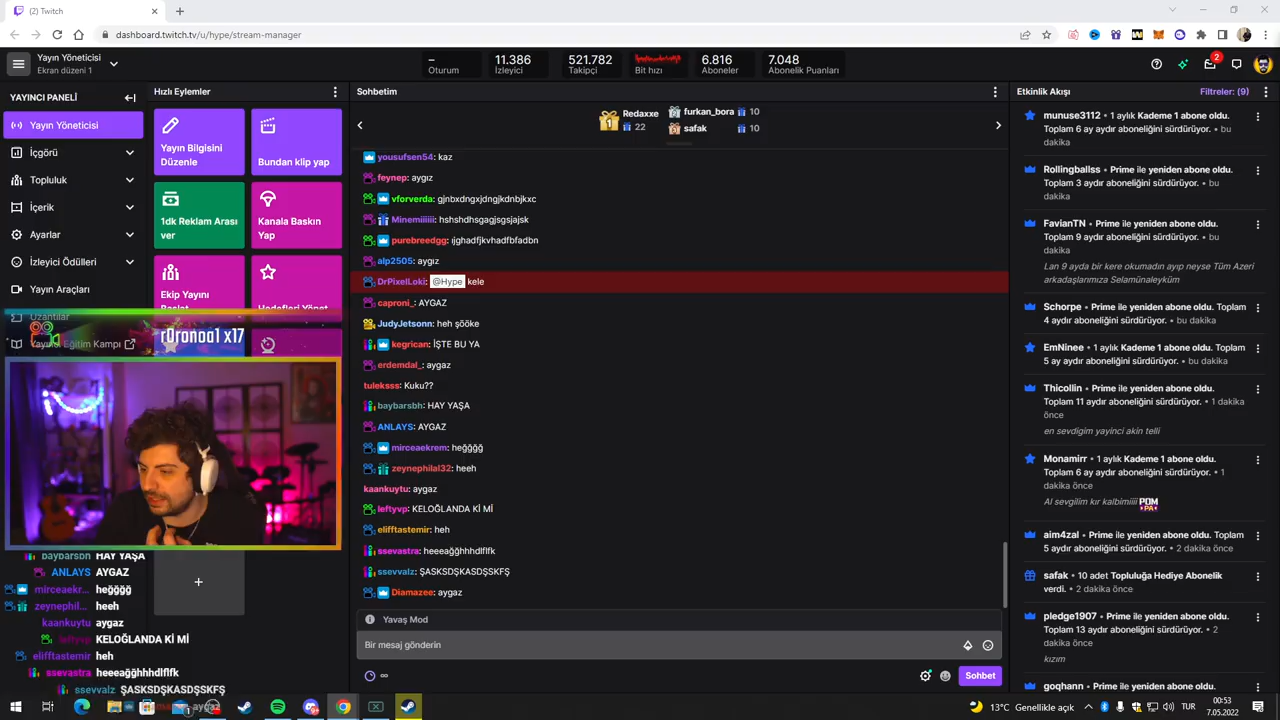 (2) Twitch
dashboard.twitch.tv/u/hype/stream-manager
Yayın Yöneticisi
Ekran düzeni 1
–
Oturum
11.386
İzleyici
521.782
Takipçi
Bit hızı
6.816
Aboneler
7.048
Abonelik Puanları
2
YAYINCI PANELİ
Yayın Yöneticisi
İçgörü
Topluluk
İçerik
Ayarlar
İzleyici Ödülleri
Yayın Araçları
Uzantılar
Yayıncı Eğitim Kampı
Hızlı Eylemler
Yayın Bilgisini
Düzenle
Bundan klip yap
1dk Reklam Arası
ver
Kanala Baskın
Yap
Ekip Yayını
Başlat
Hedefleri Yönet
r0ronoa1 x17
baybarsbh HAY YAŞA
ANLAYS AYGAZ
mirceaekr... heğğğğ
zeynephil... heeh
kaankuytu aygaz
leftyvp KELOĞLANDA Kİ Mİ
elifftastemir heh
ssevastra heeeağğhhhdlflfk
ssevvalz ŞASKSDŞKASDŞSKFŞ
aygaz
Sohbetim
1
Redaxxe
22
furkan_bora 10
safak 10
yousufsen54: kaz
feynep: aygız
vforverda: gjnbxdngxjdngjkdnbjkxc
Minemiiiiii: hshshdhsgagjsgsjajsk
purebreedgg: ıjghadfjkvhadfbfadbn
alp2505: aygız
DrPixelLoki: @Hype kele
caproni_: AYGAZ
JudyJetsonn: heh şööke
kegrican: İŞTE BU YA
erdemdal_: aygaz
tuleksss: Kuku??
baybarsbh: HAY YAŞA
ANLAYS: AYGAZ
mirceaekrem: heğğğğ
zeynephilal32: heeh
kaankuytu: aygaz
leftyvp: KELOĞLANDA Kİ Mİ
elifftastemir: heh
ssevastra: heeeağğhhhdlflfk
ssevvalz: ŞASKSDŞKASDŞSKFŞ
Diamazee: aygaz
Yavaş Mod
Bir mesaj gönderin
Sohbet
Etkinlik Akışı
Filtreler: (9)
munuse3112 • 1 aylık Kademe 1 abone oldu.
Toplam 6 ay aydır aboneliğini sürdürüyor. • bu
dakika
Rollingballss • Prime ile yeniden abone oldu.
Toplam 3 aydır aboneliğini sürdürüyor. • bu
dakika
FavianTN • Prime ile yeniden abone oldu.
Toplam 9 aydır aboneliğini sürdürüyor. • bu
dakika
Lan 9 ayda bir kere okumadın ayıp neyse Tüm Azeri
arkadaşlarımıza Selamünaleyküm
Schorpe • Prime ile yeniden abone oldu. Toplam
4 aydır aboneliğini sürdürüyor. • bu dakika
EmNinee • 1 aylık Kademe 1 abone oldu. Toplam
5 ay aydır aboneliğini sürdürüyor. • bu dakika
Thicollin • Prime ile yeniden abone oldu.
Toplam 11 aydır aboneliğini sürdürüyor. • 1 dakika
önce
en sevdigim yayinci akin telli
Monamirr • 1 aylık Kademe 1 abone oldu.
Toplam 6 ay aydır aboneliğini sürdürüyor. • 1
dakika önce
Al sevgilim kır kalbimiiii POM PA
aim4zal • Prime ile yeniden abone oldu. Toplam
5 aydır aboneliğini sürdürüyor. • 2 dakika önce
safak • 10 adet Topluluğa Hediye Abonelik
verdi. • 2 dakika önce
pledge1907 • Prime ile yeniden abone oldu.
Toplam 13 aydır aboneliğini sürdürüyor. • 2
dakika önce
kızım
goqhann • Prime ile yeniden abone oldu.
13°C Genellikle açık
TUR
00:53
7.05.2022